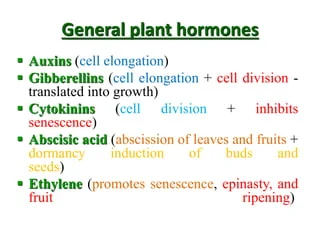 General plant hormones
▪ Auxins (cell elongation)
▪ Gibberellins (cell elongation + cell division -
translated into growth)
▪ Cytokinins (cell division + inhibits
senescence)
▪ Abscisic acid (abscission of leaves and fruits +
dormancy induction of buds and
seeds)
▪ Ethylene (promotes senescence, epinasty, and
fruit ripening)